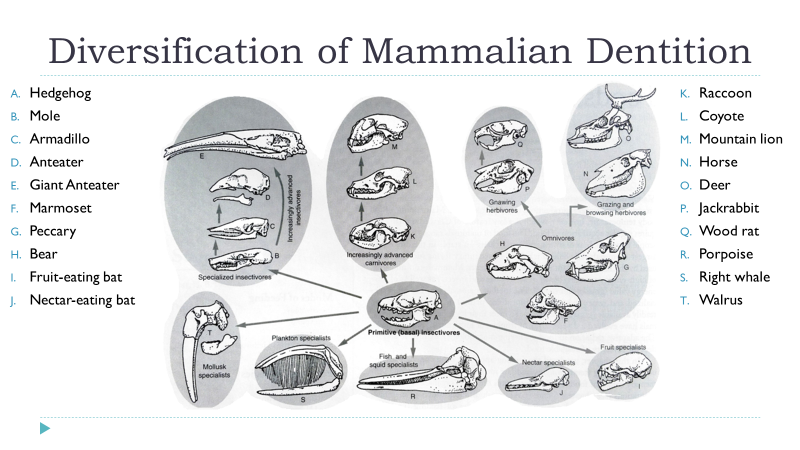 Diversification of Mammalian Dentition
A. Hedgehog
B. Mole
C. Armadillo
D. Anteater
E. Giant Anteater
F. Marmoset
G. Peccary
H. Bear
I. Fruit-eating bat
J. Nectar-eating bat
E
D
C
B
Increasingly advanced
insectivores
Specialized insectivores
M
L
K
Increasingly advanced
carnivores
Q
P
Gnawing
herbivores
O
N
Grazing and
browsing herbivores
Omnivores
H
G
F
A
Primitive (basal) insectivores
T
Mollusk
specialists
Plankton specialists
S
Fish, and
squid specialists
R
Nectar specialists
J
Fruit specialists
I
K. Raccoon
L. Coyote
M. Mountain lion
N. Horse
O. Deer
P. Jackrabbit
Q. Wood rat
R. Porpoise
S. Right whale
T. Walrus